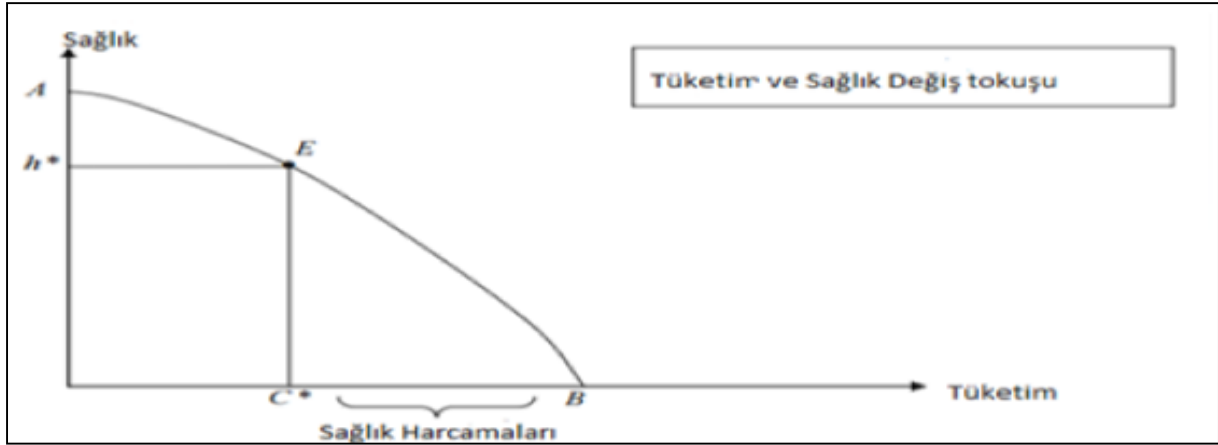 Sağlık
Tüketim ve Sağlık Değiş tokuşu
A
E
h*
C*
B
Tüketim
Sağlık Harcamaları